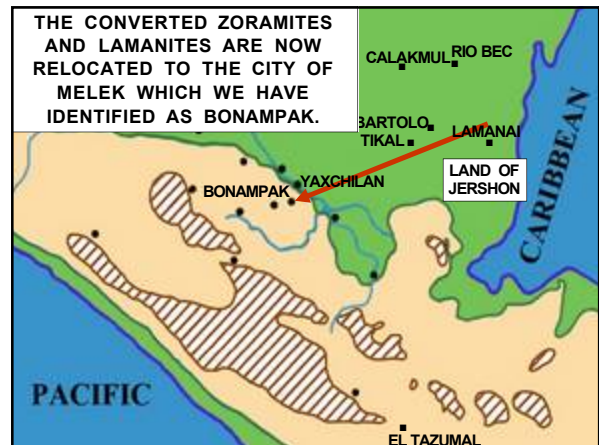 THE CONVERTED ZORAMITES
AND LAMANITES ARE NOW
RELOCATED TO THE CITY OF
MELEK WHICH WE HAVE
IDENTIFIED AS BONAMPAK.
CALAKMUL
RIO BEC
BARTOLO
TIKAL
LAMANAI
LAND OF
JERSHON
BONAMPAK
YAXCHILAN
CARIBBEAN
PACIFIC
EL TAZUMAL